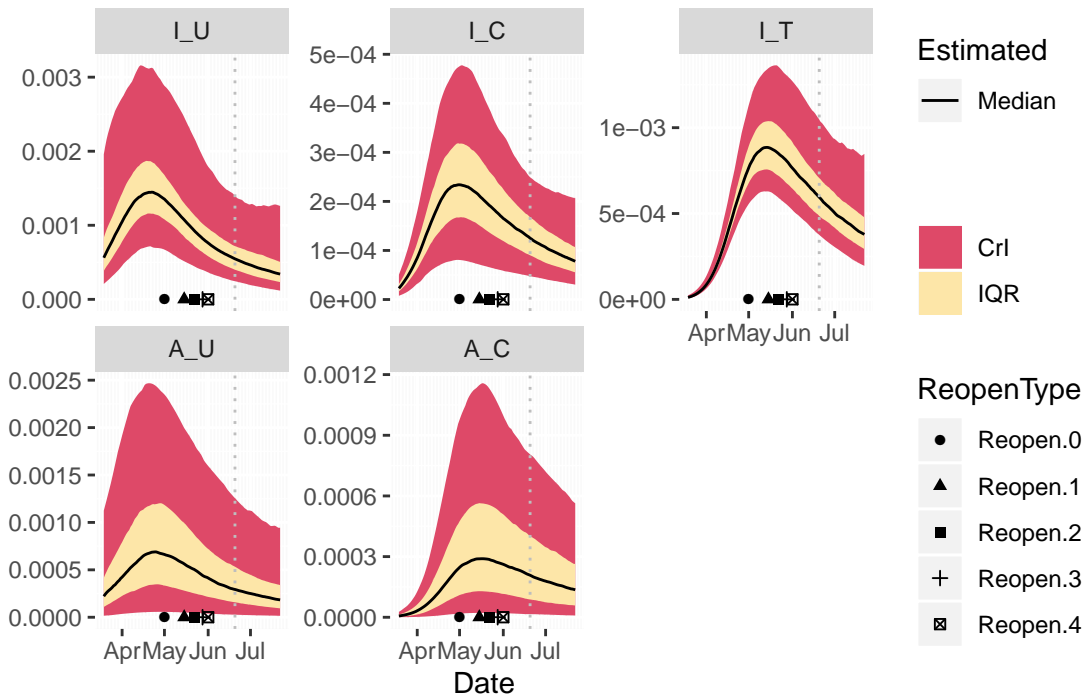 I_U
I_C
I_T
0.003
0.002
0.001
0.000
5e−04
4e−04
3e−04
2e−04
1e−04
0e+00
1e−03
5e−04
0e+00
Apr May Jun Jul
A_U
A_C
0.0025
0.0020
0.0015
0.0010
0.0005
0.0000
0.0012
0.0009
0.0006
0.0003
0.0000
Apr May Jun Jul
Apr May Jun Jul
Date
Estimated
Median
CrI
IQR
ReopenType
Reopen.0
Reopen.1
Reopen.2
Reopen.3
Reopen.4